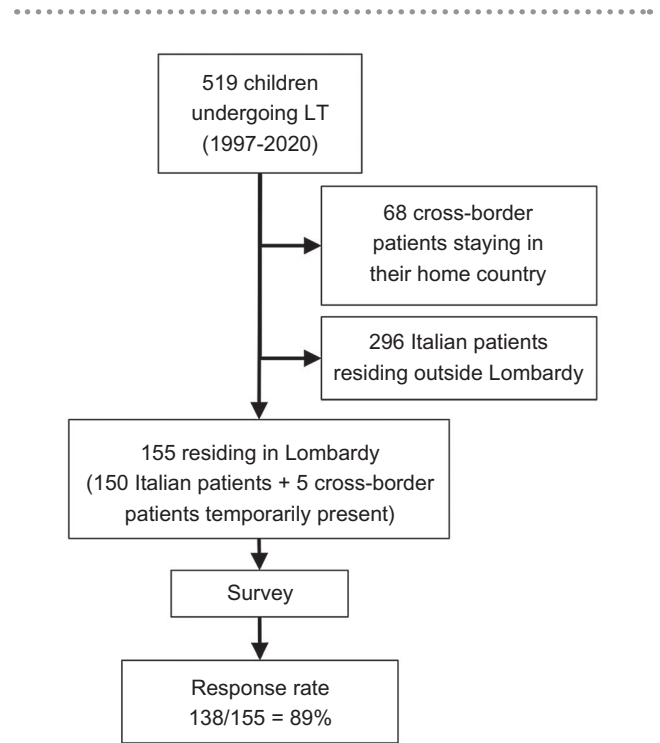 519 children
undergoing LT
(1997-2020)
68 cross-border
patients staying in
their home country
296 Italian patients
residing outside Lombardy
155 residing in Lombardy
(150 Italian patients + 5 cross-border
patients temporarily present)
Survey
Response rate
138/155 = 89%